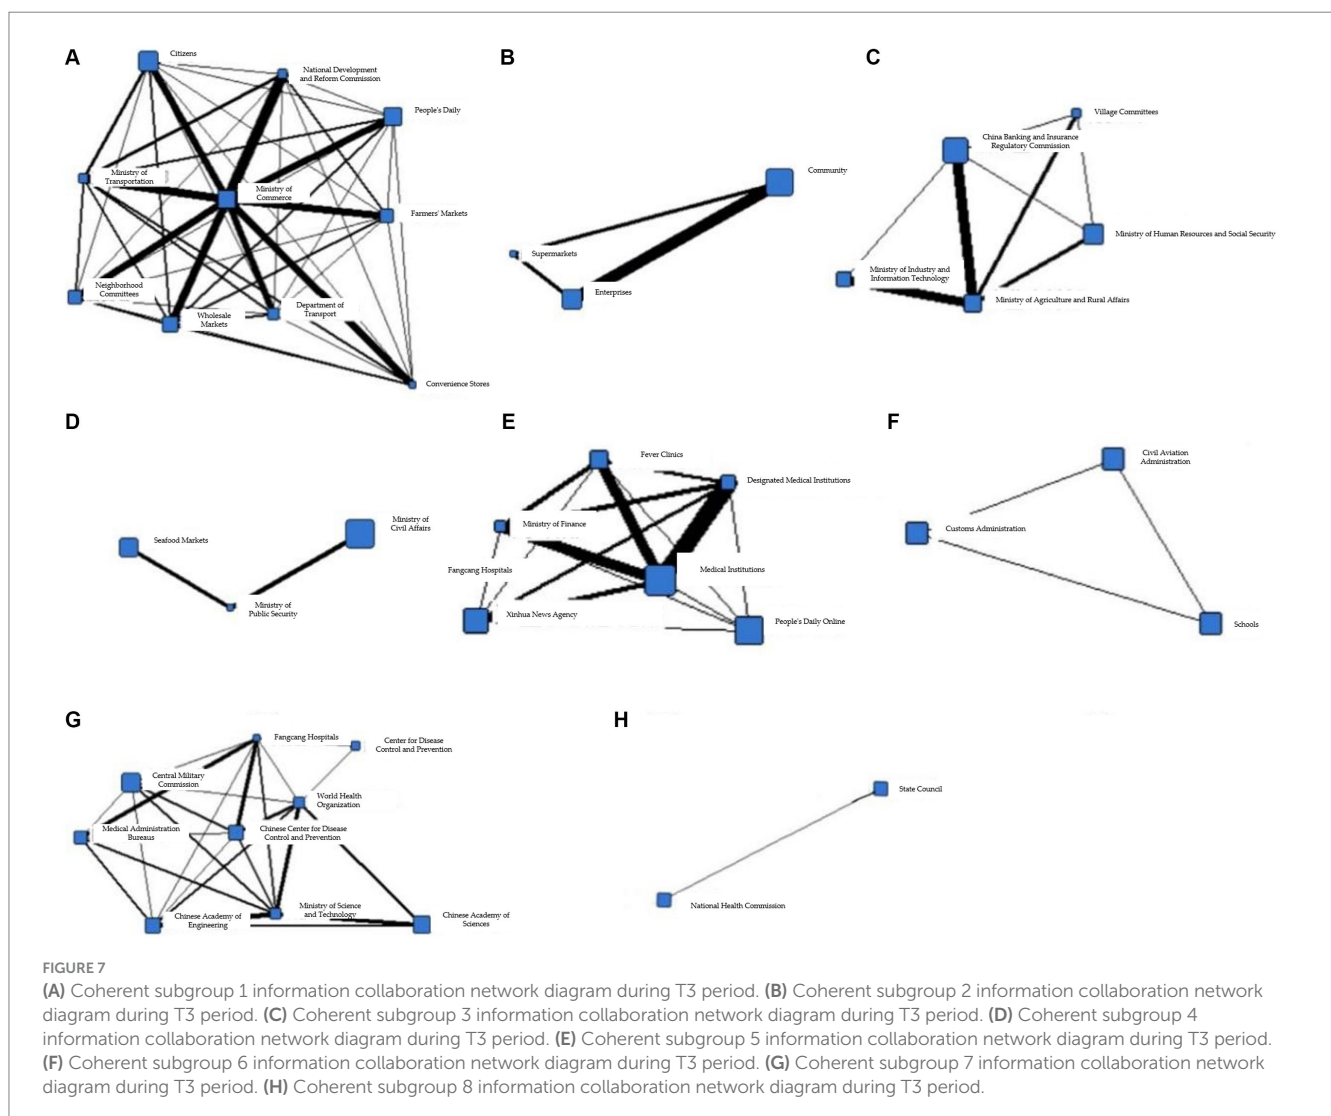 A
Citizens
National Development
and Reform Commission
People's Daily
Ministry of
Transportation
Ministry of
Commerce
Farmers' Markets
Neighborhood
Committees
Wholesale
Markets
Department of
Transport
Convenience Stores
B
Community
Supermarkets
Enterprises
C
Village Committees
China Banking and Insurance
Regulatory Commission
Ministry of Human Resources and Social Security
Ministry of Industry and
Information Technology
Ministry of Agriculture and Rural Affairs
D
Seafood Markets
Ministry of
Civil Affairs
Ministry of
Public Security
E
Fever Clinics
Designated Medical Institutions
Ministry of Finance
Fangcang Hospitals
Medical Institutions
Xinhua News Agency
People's Daily Online
F
Civil Aviation
Administration
Customs Administration
Schools
G
Fangcang Hospitals
Center for Disease
Control and Prevention
Central Military
Commission
World Health
Organization
Medical Administration
Bureaus
Chinese Center for Disease
Control and Prevention
Chinese Academy of
Engineering
Ministry of Science
and Technology
Chinese Academy of
Sciences
H
State Council
National Health Commission
FIGURE 7
(A) Coherent subgroup 1 information collaboration network diagram during T3 period. (B) Coherent subgroup 2 information collaboration network
diagram during T3 period. (C) Coherent subgroup 3 information collaboration network diagram during T3 period. (D) Coherent subgroup 4
information collaboration network diagram during T3 period. (E) Coherent subgroup 5 information collaboration network diagram during T3 period.
(F) Coherent subgroup 6 information collaboration network diagram during T3 period. (G) Coherent subgroup 7 information collaboration network
diagram during T3 period. (H) Coherent subgroup 8 information collaboration network diagram during T3 period.